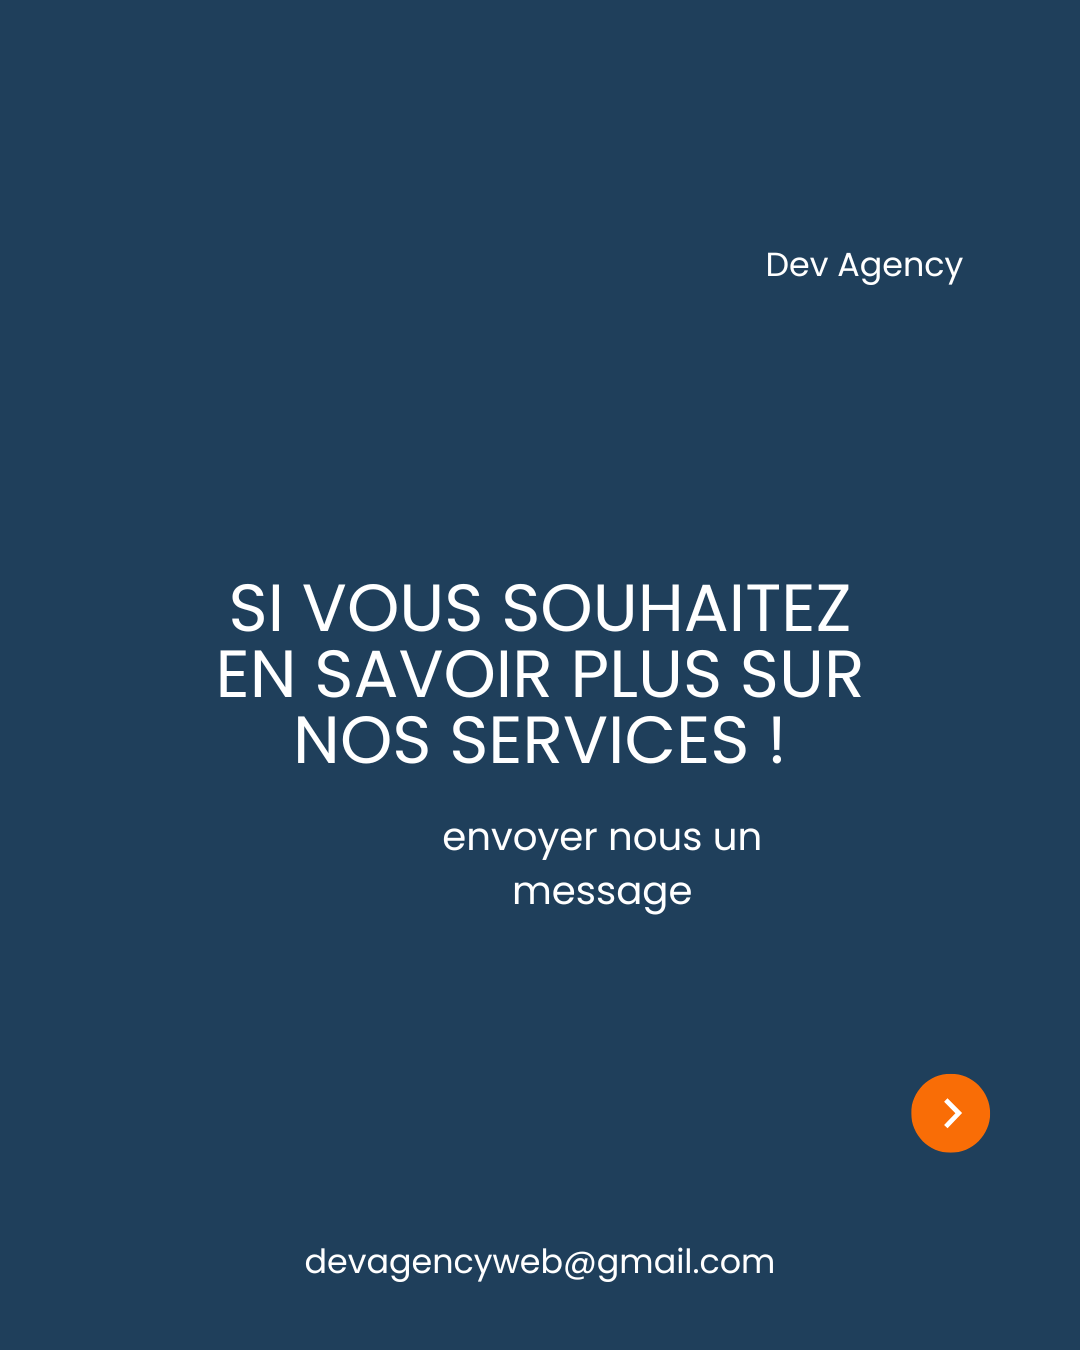 Dev Agency
SI VOUS SOUHAITEZ
EN SAVOIR PLUS SUR
NOS SERVICES !
envoyer nous un
message
devagencyweb@gmail.com